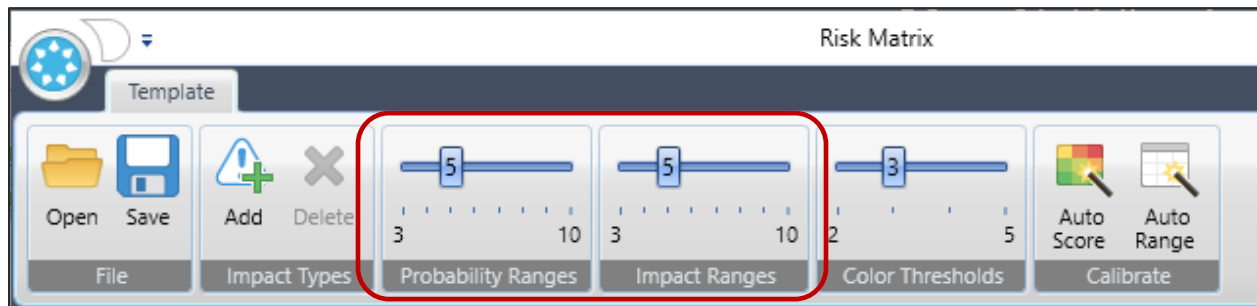 Risk Matrix
Template
5 5 3
Open Save Add Delete Auto Score Auto Range
3 10 3 10 2 5
File Impact Types Probability Ranges Impact Ranges Color Thresholds Calibrate